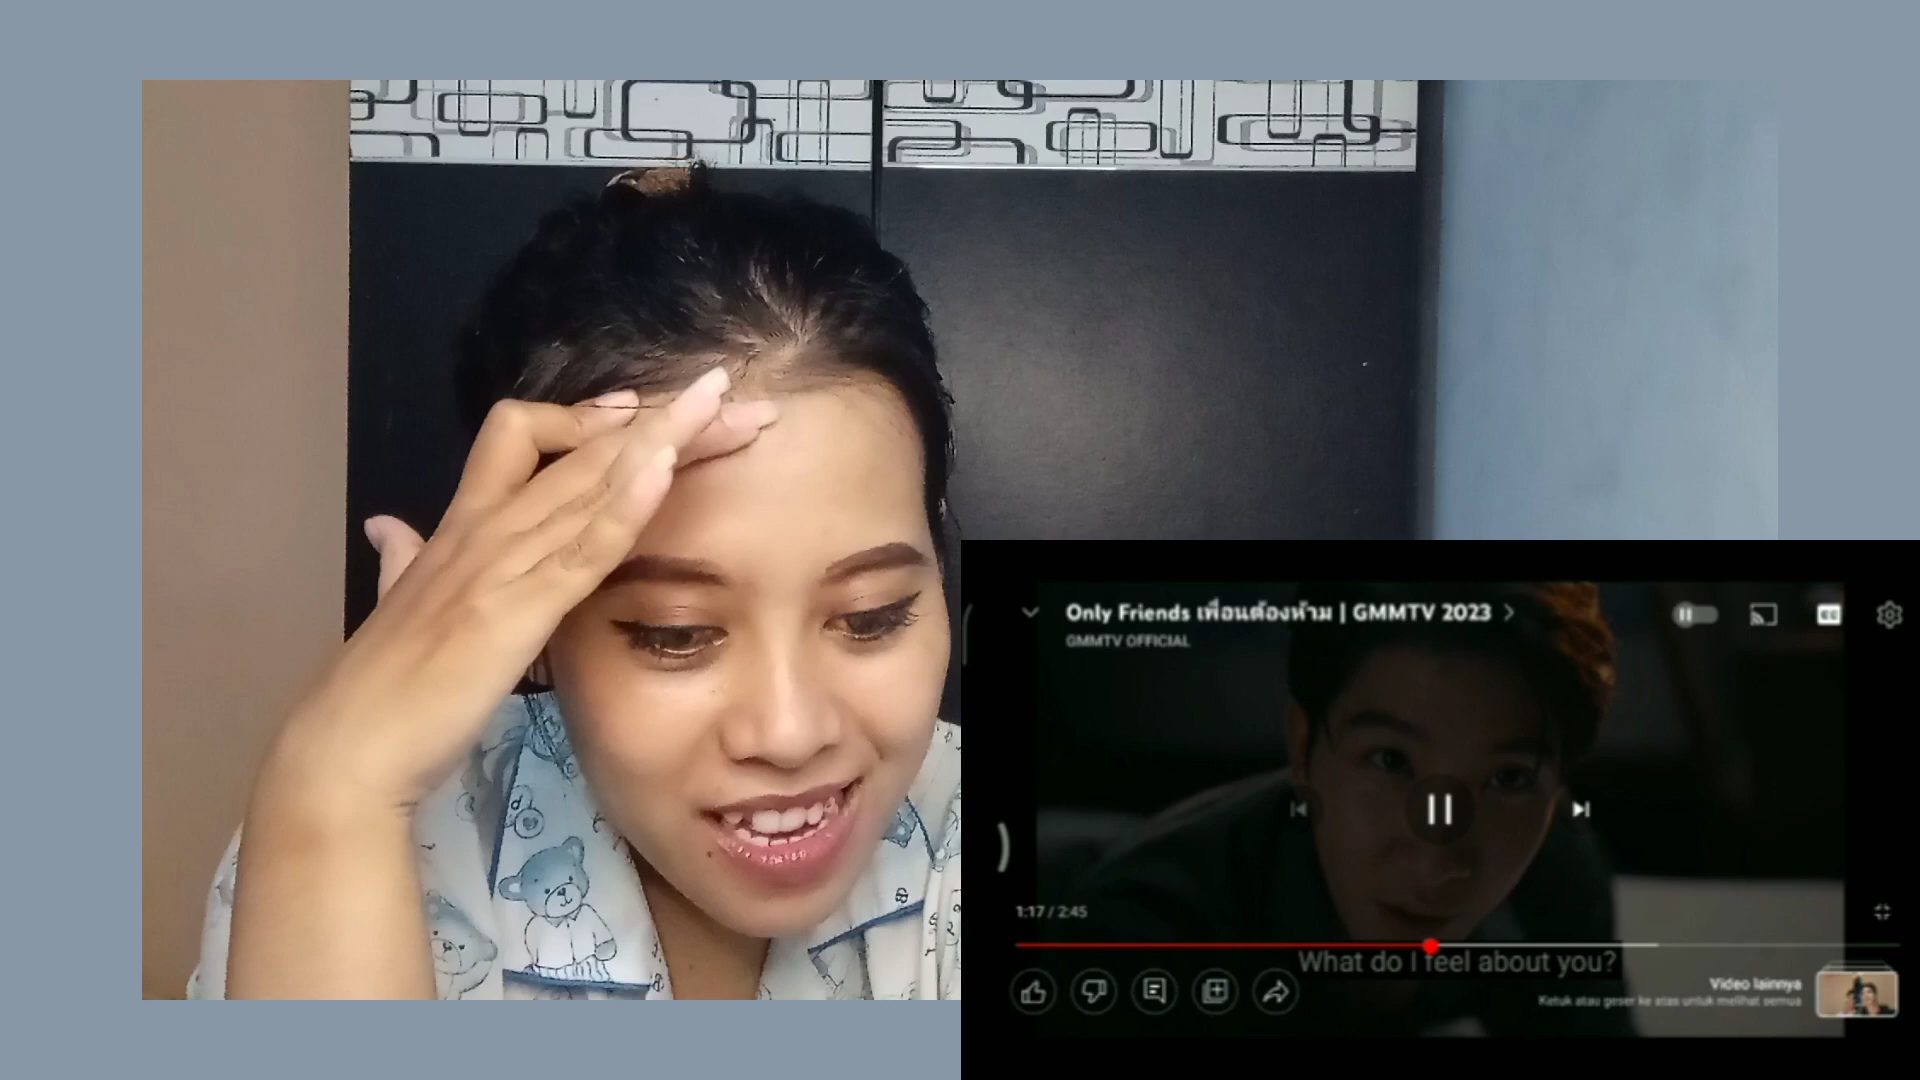 Only Friends เพื่อนต้องห้าม | GMMTV 2023
GMMTV OFFICIAL
CC
1:17 / 2:45
What do I feel about you?
Video lainnya
Ketuk atau geser ke atas untuk melihat semua